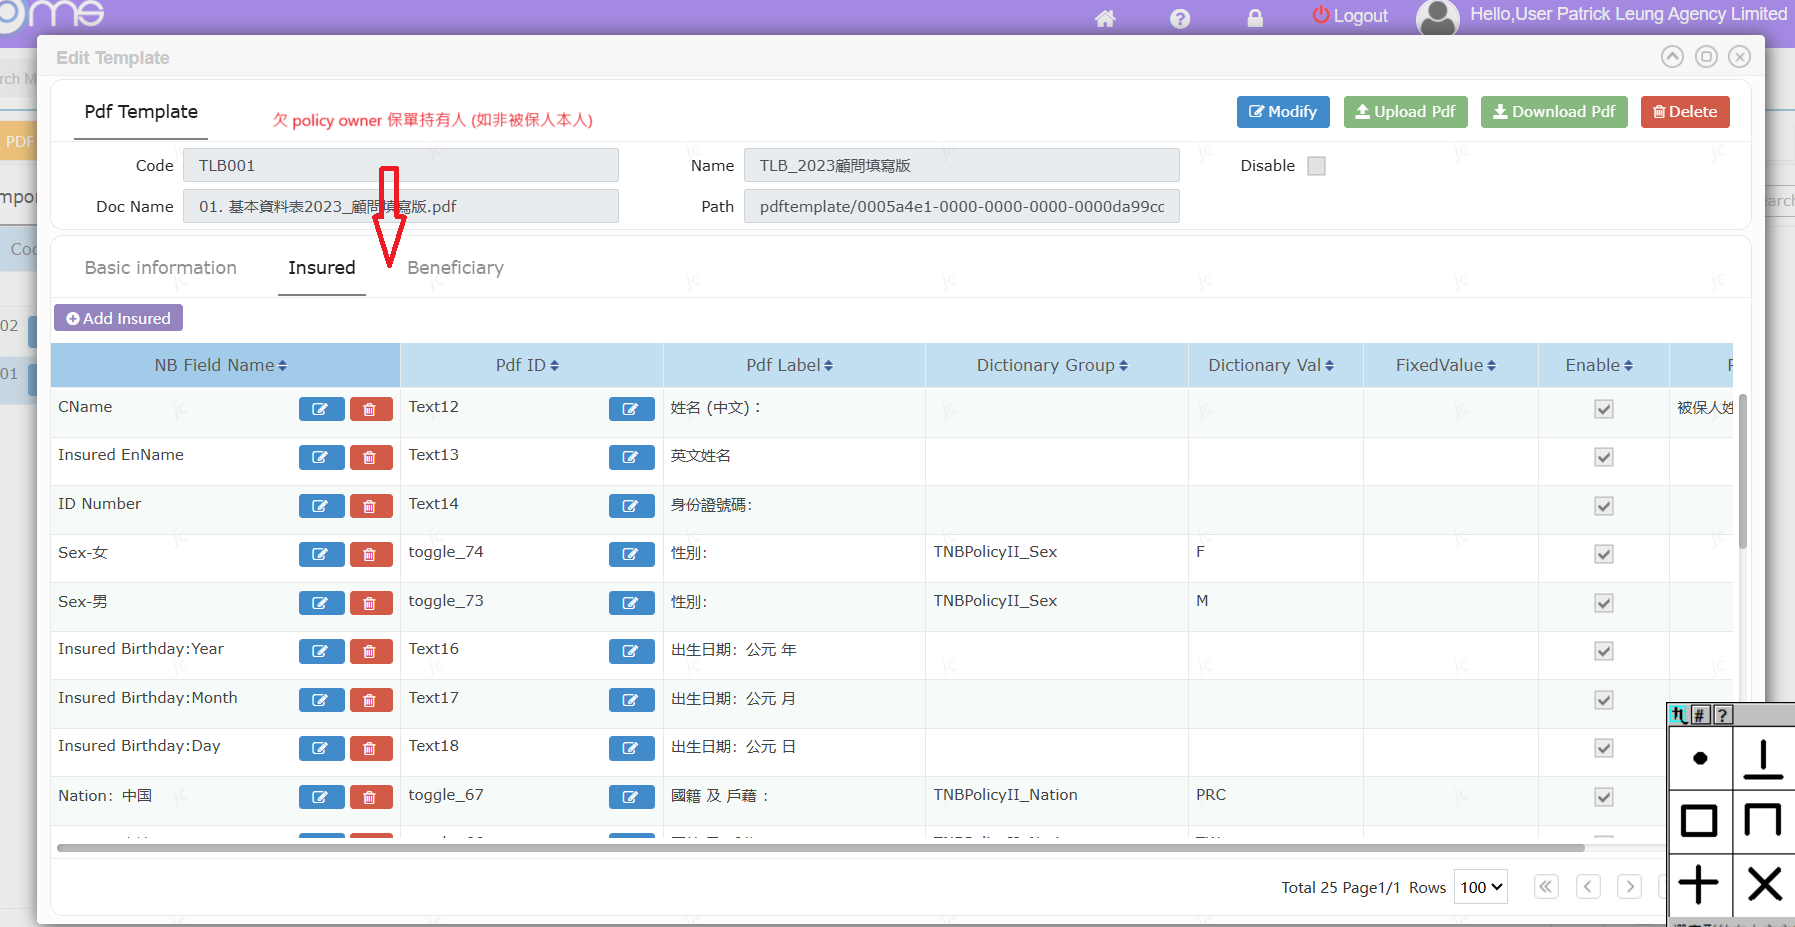 Logout
Hello,User Patrick Leung Agency Limited
Edit Template
Pdf Template
欠 policy owner 保單持有人 (如非被保人本人)
Modify
Upload Pdf
Download Pdf
Delete
PDF
Code TLB001
Name TLB_2023顧問填寫版
Disable
Doc Name 01. 基本資料表2023_顧問填寫版.pdf
Path pdftemplate/0005a4e1-0000-0000-0000-0000da99cc
Basic information Insured Beneficiary
Add Insured
NB Field Name Pdf ID Pdf Label Dictionary Group Dictionary Val FixedValue Enable
CName Text12 姓名 (中文)： 被保人姓
Insured EnName Text13 英文姓名
ID Number Text14 身份證號碼:
Sex-女 toggle_74 性別: TNBPolicyII_Sex F
Sex-男 toggle_73 性別: TNBPolicyII_Sex M
Insured Birthday:Year Text16 出生日期：公元 年
Insured Birthday:Month Text17 出生日期：公元 月
Insured Birthday:Day Text18 出生日期：公元 日
Nation：中国 toggle_67 國籍 及 戶藉 ： TNBPolicyII_Nation PRC
Total 25 Page1/1 Rows 100
02
01
# ?
jc